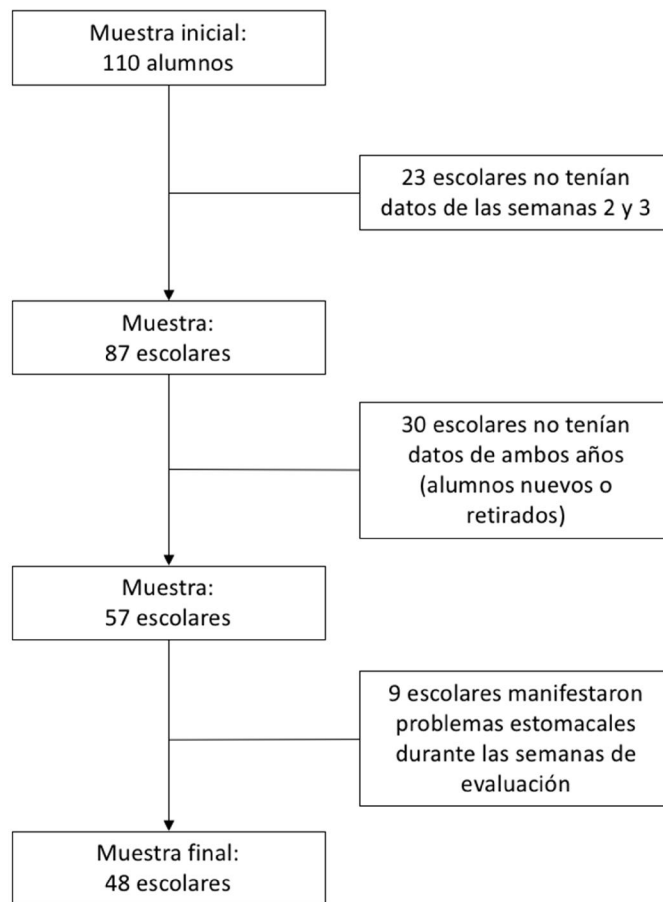 Muestra inicial:
110 alumnos
23 escolares no tenían
datos de las semanas 2 y 3
Muestra:
87 escolares
30 escolares no tenían
datos de ambos años
(alumnos nuevos o
retirados)
Muestra:
57 escolares
9 escolares manifestaron
problemas estomacales
durante las semanas de
evaluación
Muestra final:
48 escolares